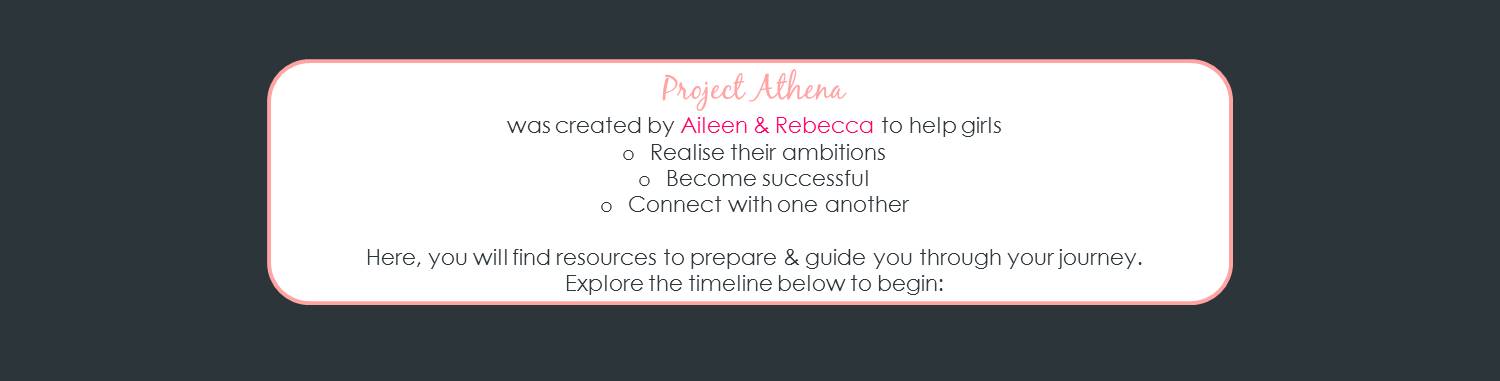 Project Athena
was created by Aileen & Rebecca to help girls
o Realise their ambitions
o Become successful
o Connect with one another
Here, you will find resources to prepare & guide you through your journey.
Explore the timeline below to begin: